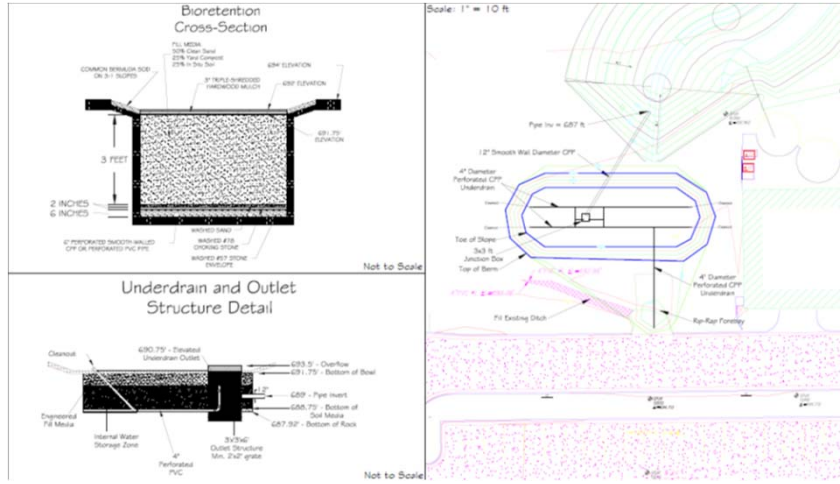 Bioretention
Cross-Section
FILL MEDIA
50% Clean Sand
25% Yard Compost
25% In Situ Soil
COMMON BERMUDA SOD
ON 3:1 SLOPES
3" TRIPLE SHREDDED
HARDWOOD MULCH
694' ELEVATION
692' ELEVATION
691.75'
ELEVATION
3 FEET
2 INCHES
6 INCHES
WASHED SAND
WASHED #78
CHOKING STONE
WASHED #57 STONE
ENVELOPE
6" PERFORATED SMOOTH-WALLED
CPP OR PERFORATED PVC PIPE
Not to Scale
Underdrain and Outlet
Structure Detail
Cleanout
690.75' - Elevated
Underdrain Outlet
693.5' - Overflow
691.75' - Bottom of Bowl
12"
689' - Pipe Invert
688.75' - Bottom of
Soil Media
687.92' - Bottom of Rock
Engineered
Fill Media
Internal Water
Storage Zone
4"
Perforated
PVC
3'x3'x6'
Outlet Structure
Min. 2'x2' grate
Not to Scale
Scale: 1" = 10 ft
Pipe Inv = 687 ft
12" Smooth Wall Diameter CPP
4" Diameter
Perforated CPP
Underdrain
Toe of Slope
3x3 ft
Junction Box
Top of Berm
4" Diameter
Perforated CPP
Underdrain
Fill Existing Ditch
Rip-Rap Forebay